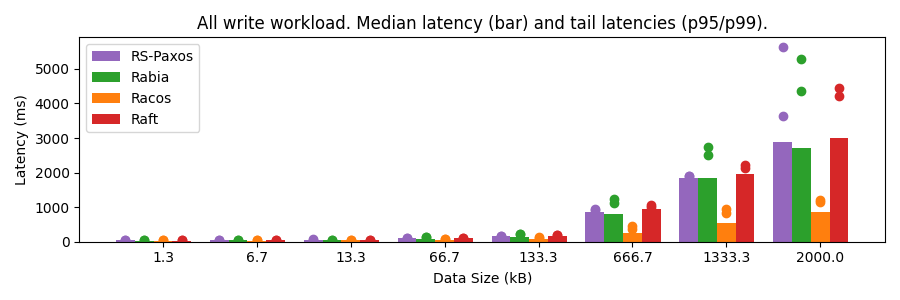 All write workload. Median latency (bar) and tail latencies (p95/p99).
RS-Paxos
Rabia
Racos
Raft
Latency (ms)
5000
4000
3000
2000
1000
0
1.3 6.7 13.3 66.7 133.3 666.7 1333.3 2000.0
Data Size (kB)